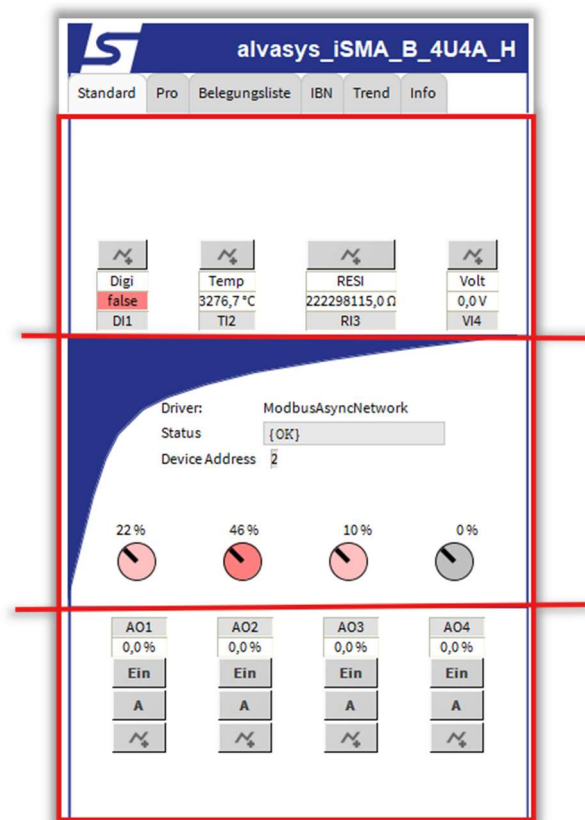 alvasys_iSMA_B_4U4A_H
Standard Pro Belegungsliste IBN Trend Info
Digi Temp RESI Volt
false 3276,7 °C 222298115,0 Ω 0,0 V
DI1 TI2 RI3 VI4
Driver: ModbusAsyncNetwork
Status {OK}
Device Address 2
22 % 46 % 10 % 0 %
AO1 AO2 AO3 AO4
0,0 % 0,0 % 0,0 % 0,0 %
Ein Ein Ein Ein
A A A A